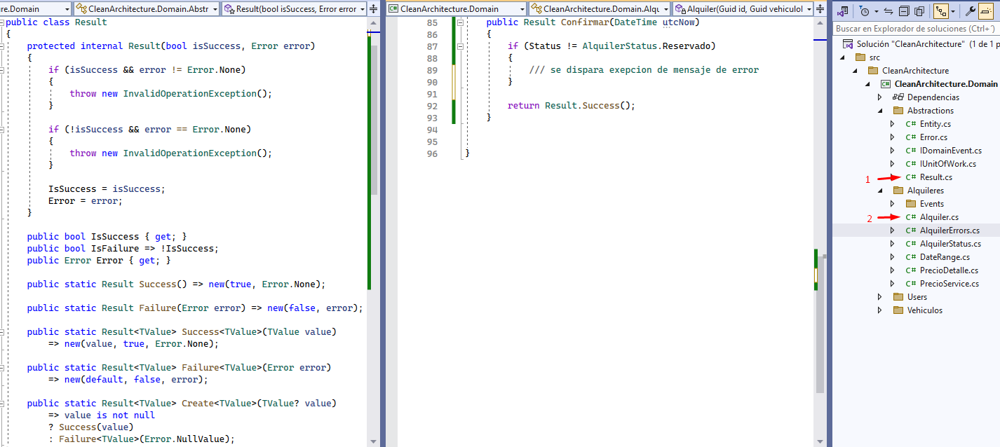 re.Domain
CleanArchitecture.Domain.Abstr
Result(bool isSuccess, Error error
public class Result
{
protected internal Result(bool isSuccess, Error error)
{
if (isSuccess && error != Error.None)
{
throw new InvalidOperationException();
}
if (!isSuccess && error == Error.None)
{
throw new InvalidOperationException();
}
IsSuccess = isSuccess;
Error = error;
}
public bool IsSuccess { get; }
public bool IsFailure => !IsSuccess;
public Error Error { get; }
public static Result Success() => new(true, Error.None);
public static Result Failure(Error error) => new(false, error);
public static Result<TValue> Success<TValue>(TValue value)
=> new(value, true, Error.None);
public static Result<TValue> Failure<TValue>(Error error)
=> new(default, false, error);
public static Result<TValue> Create<TValue>(TValue? value)
=> value is not null
? Success(value)
: Failure<TValue>(Error.NullValue);
CleanArchitecture.Domain
CleanArchitecture.Domain.Alqu
Alquiler(Guid id, Guid vehiculoI
85 public Result Confirmar(DateTime utcNow)
86 {
87 if (Status != AlquilerStatus.Reservado)
88 {
89 /// se dispara exepcion de mensaje de error
90 }
91
92 return Result.Success();
93 }
94
95
96 }
Buscar en Explorador de soluciones (Ctrl+´)
Solución "CleanArchitecture" (1 de 1 p
src
CleanArchitecture
C# CleanArchitecture.Domain
Dependencias
Abstractions
C# Entity.cs
C# Error.cs
C# IDomainEvent.cs
C# IUnitOfWork.cs
1 C# Result.cs
Alquileres
Events
2 C# Alquiler.cs
C# AlquilerErrors.cs
C# AlquilerStatus.cs
C# DateRange.cs
C# PrecioDetalle.cs
C# PrecioService.cs
Users
Vehiculos